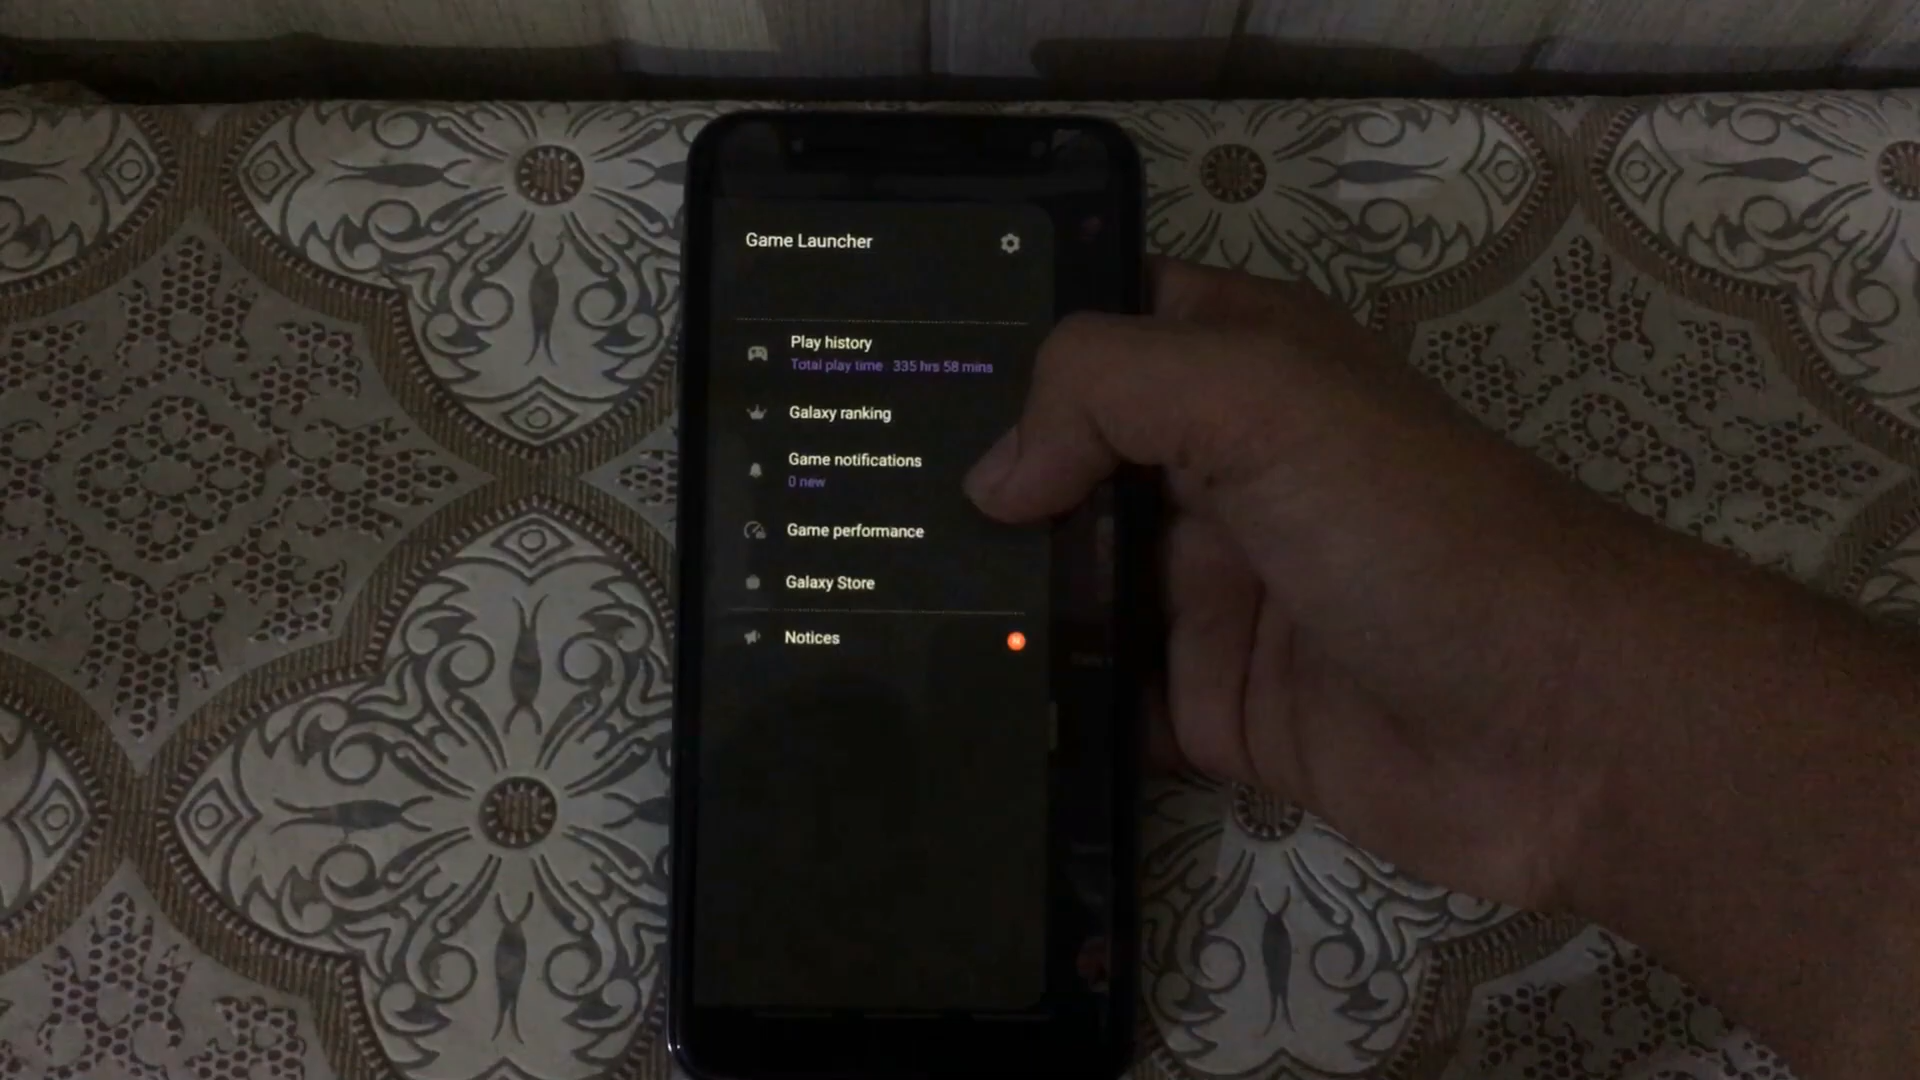 Game Launcher
Play history
Total play time : 335 hrs 58 mins
Galaxy ranking
Game notifications
0 new
Game performance
Galaxy Store
Notices
N